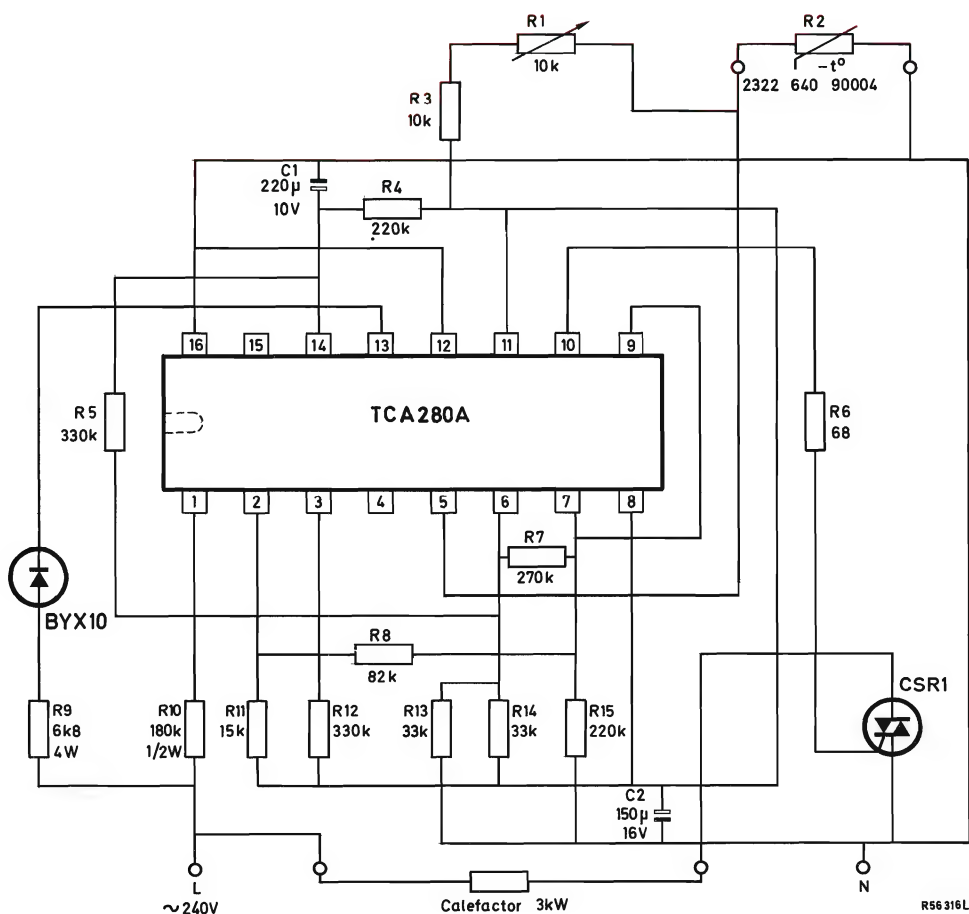 R1
10k
R2
-t°
2322 640 90004
R3
10k
C1
220µ
10V
R4
220k
16
15
14
13
12
11
10
9
R5
330k
TCA280A
R6
68
1
2
3
4
5
6
7
8
R7
270k
BYX10
R8
82k
CSR1
R9
6k8
4W
R10
180k
1/2W
R11
15k
R12
330k
R13
33k
R14
33k
R15
220k
C2
150µ
16V
L
~240V
Calefactor 3kW
N
R56316L